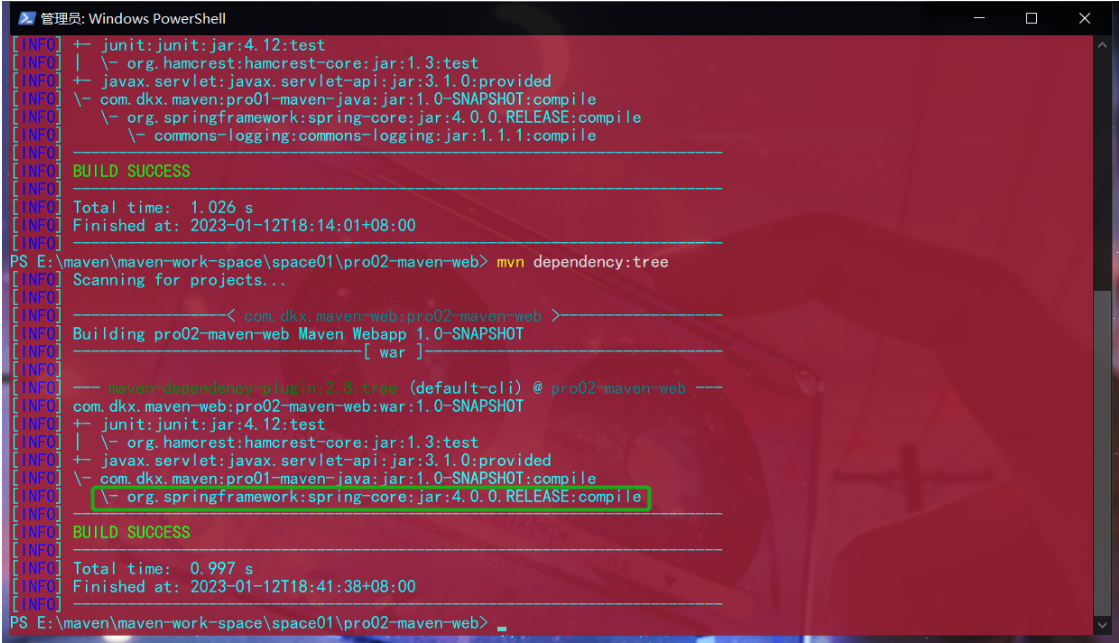 管理员: Windows PowerShell
[INFO] +- junit:junit:jar:4.12:test
[INFO] |  \- org.hamcrest:hamcrest-core:jar:1.3:test
[INFO] +- javax.servlet:javax.servlet-api:jar:3.1.0:provided
[INFO] \- com.dkx.maven:pro01-maven-java:jar:1.0-SNAPSHOT:compile
[INFO]    \- org.springframework:spring-core:jar:4.0.0.RELEASE:compile
[INFO]       \- commons-logging:commons-logging:jar:1.1.1:compile
[INFO] ------------------------------------------------------------------------
[INFO] BUILD SUCCESS
[INFO] ------------------------------------------------------------------------
[INFO] Total time:  1.026 s
[INFO] Finished at: 2023-01-12T18:14:01+08:00
[INFO] ------------------------------------------------------------------------
PS E:\maven\maven-work-space\space01\pro02-maven-web> mvn dependency:tree
[INFO] Scanning for projects...
[INFO]
[INFO] -----------------< com.dkx.maven-web:pro02-maven-web >------------------
[INFO] Building pro02-maven-web Maven Webapp 1.0-SNAPSHOT
[INFO] --------------------------------[ war ]---------------------------------
[INFO]
[INFO] --- maven-dependency-plugin:2.8:tree (default-cli) @ pro02-maven-web ---
[INFO] com.dkx.maven-web:pro02-maven-web:war:1.0-SNAPSHOT
[INFO] +- junit:junit:jar:4.12:test
[INFO] |  \- org.hamcrest:hamcrest-core:jar:1.3:test
[INFO] +- javax.servlet:javax.servlet-api:jar:3.1.0:provided
[INFO] \- com.dkx.maven:pro01-maven-java:jar:1.0-SNAPSHOT:compile
[INFO]    \- org.springframework:spring-core:jar:4.0.0.RELEASE:compile
[INFO] ------------------------------------------------------------------------
[INFO] BUILD SUCCESS
[INFO] ------------------------------------------------------------------------
[INFO] Total time:  0.997 s
[INFO] Finished at: 2023-01-12T18:41:38+08:00
[INFO] ------------------------------------------------------------------------
PS E:\maven\maven-work-space\space01\pro02-maven-web>